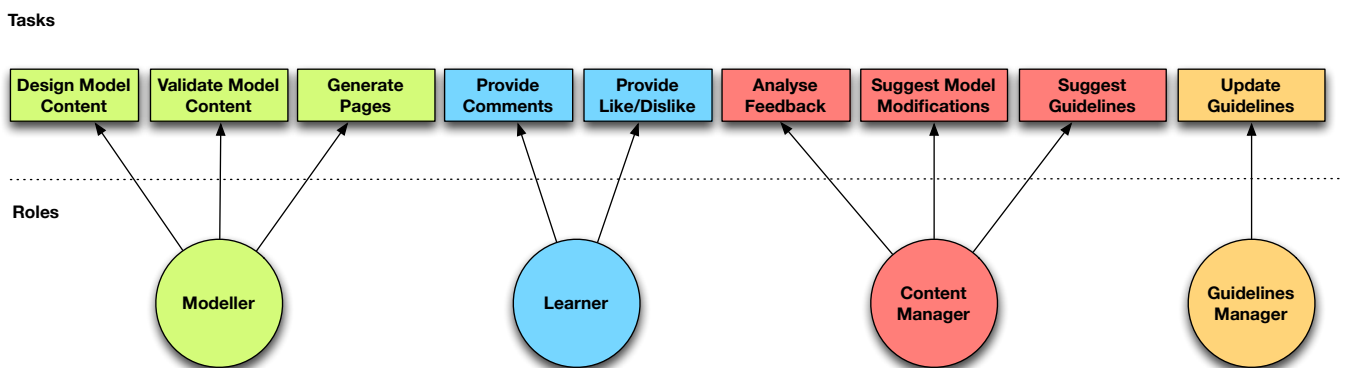 Tasks
Design Model
Content
Validate Model
Content
Generate
Pages
Provide
Comments
Provide
Like/Dislike
Analyse
Feedback
Suggest Model
Modifications
Suggest
Guidelines
Update
Guidelines
Roles
Modeller
Learner
Content
Manager
Guidelines
Manager